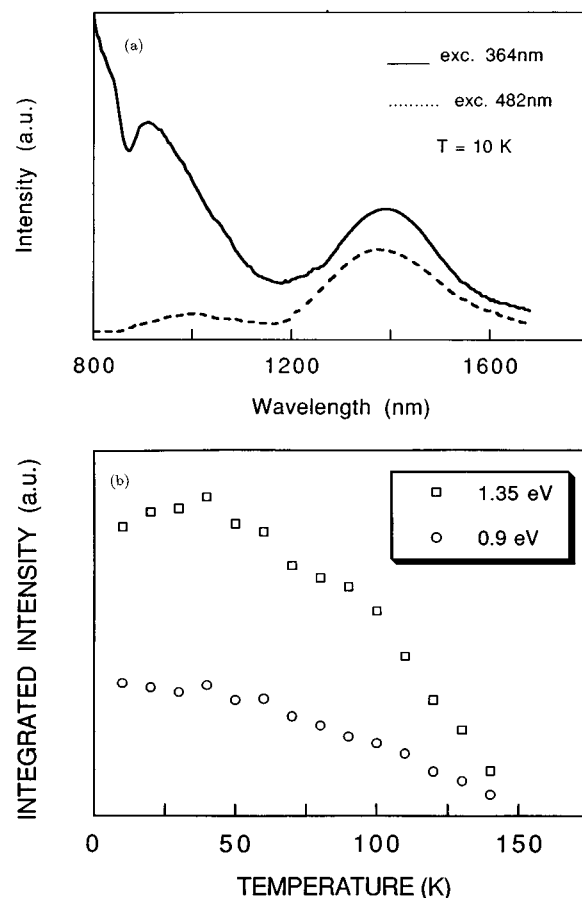 (a)
exc. 364nm
exc. 482nm
T = 10 K
Intensity (a.u.)
800 1200 1600
Wavelength (nm)
(b)
1.35 eV
0.9 eV
INTEGRATED INTENSITY (a.u.)
0 50 100 150
TEMPERATURE (K)